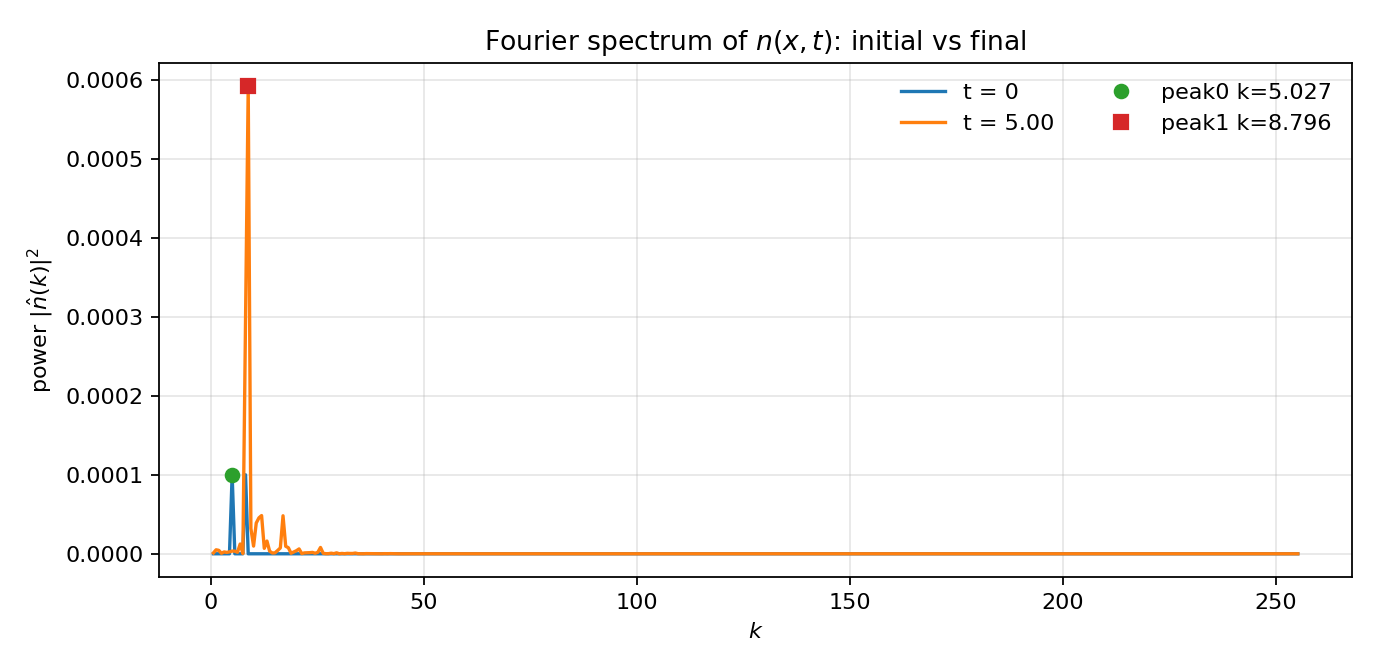 Fourier spectrum of n(x, t): initial vs final
0.0006
0.0005
0.0004
0.0003
0.0002
0.0001
0.0000
power |n̂(k)|²
t = 0
t = 5.00
peak0 k=5.027
peak1 k=8.796
0 50 100 150 200 250
k